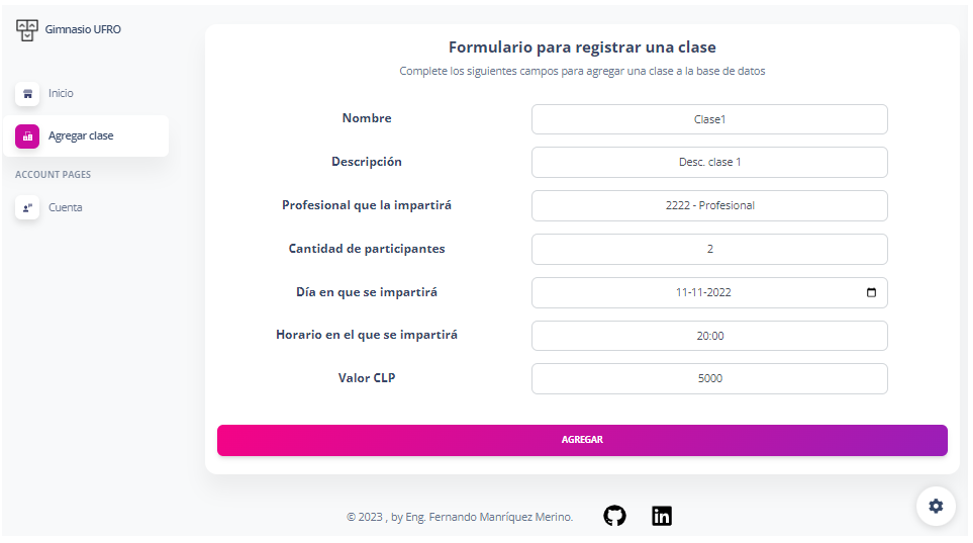 Gimnasio UFRO
Inicio
Agregar clase
ACCOUNT PAGES
Cuenta
Formulario para registrar una clase
Complete los siguientes campos para agregar una clase a la base de datos
Nombre
Clase1
Descripción
Desc. clase 1
Profesional que la impartirá
2222 - Profesional
Cantidad de participantes
2
Día en que se impartirá
11-11-2022
Horario en el que se impartirá
20:00
Valor CLP
5000
AGREGAR
© 2023 , by Eng. Fernando Manríquez Merino.
in